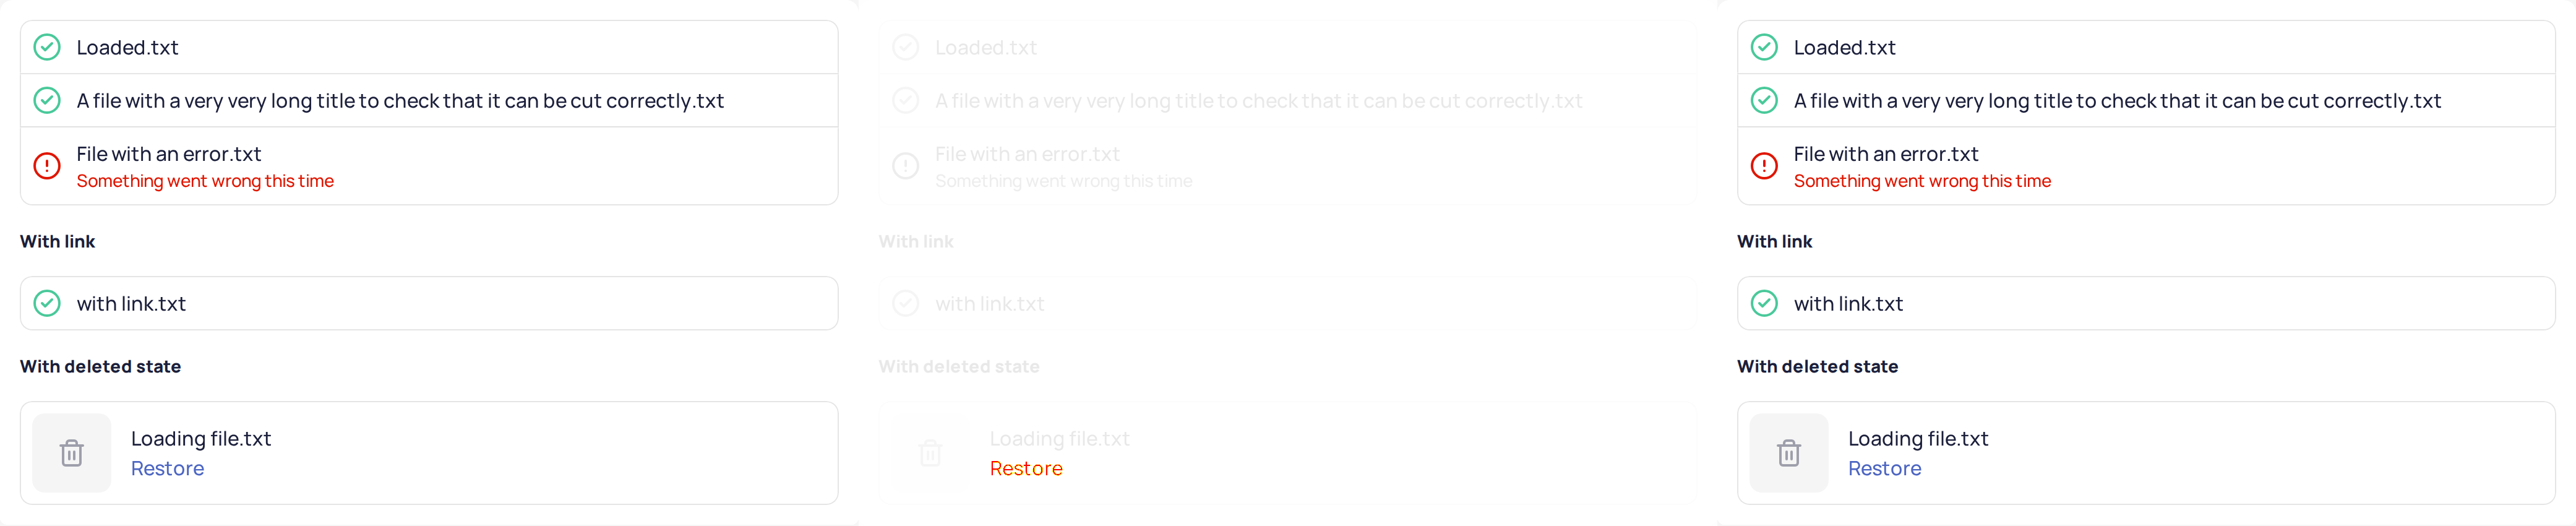 Loaded.txt
A file with a very very long title to check that it can be cut correctly.txt
File with an error.txt
Something went wrong this time
With link
with link.txt
With deleted state
Loading file.txt
Restore
Loaded.txt
A file with a very very long title to check that it can be cut correctly.txt
File with an error.txt
Something went wrong this time
With link
with link.txt
With deleted state
Loading file.txt
Restore
Loaded.txt
A file with a very very long title to check that it can be cut correctly.txt
File with an error.txt
Something went wrong this time
With link
with link.txt
With deleted state
Loading file.txt
Restore